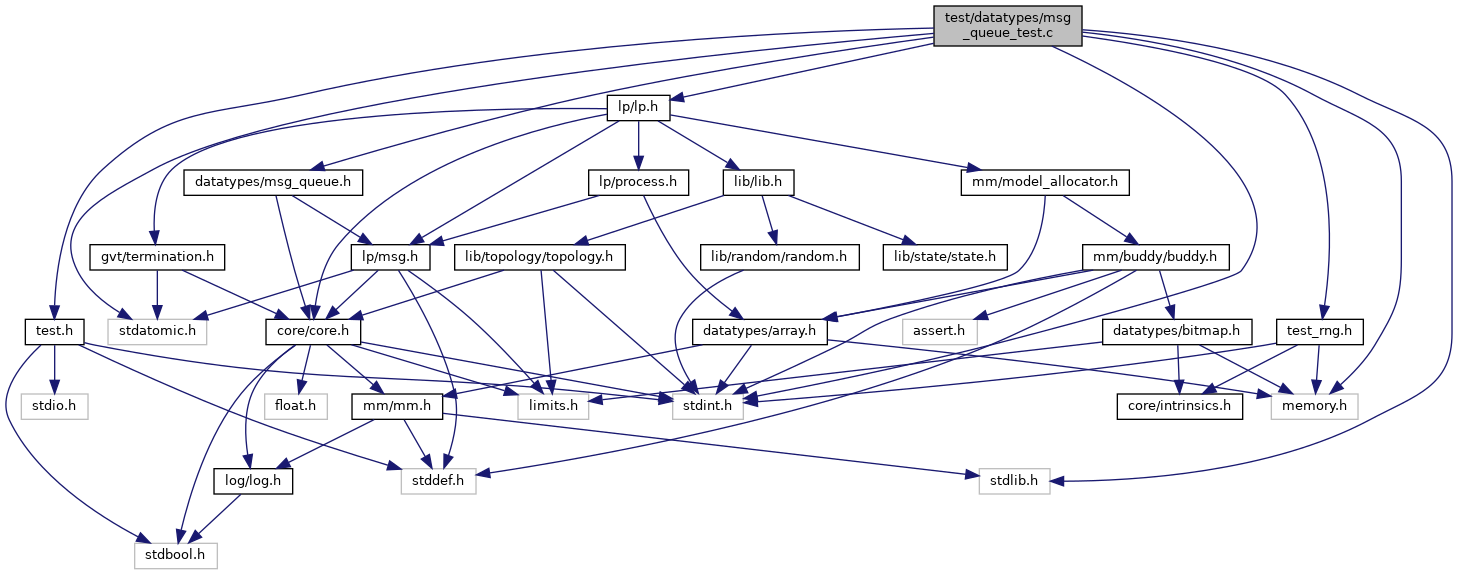 test/datatypes/msg
_queue_test.c
lp/lp.h
datatypes/msg_queue.h
lp/process.h
lib/lib.h
mm/model_allocator.h
gvt/termination.h
lp/msg.h
lib/topology/topology.h
lib/random/random.h
lib/state/state.h
mm/buddy/buddy.h
test.h
stdatomic.h
core/core.h
datatypes/array.h
assert.h
datatypes/bitmap.h
test_rng.h
stdio.h
float.h
mm/mm.h
limits.h
stdint.h
core/intrinsics.h
memory.h
log/log.h
stddef.h
stdlib.h
stdbool.h